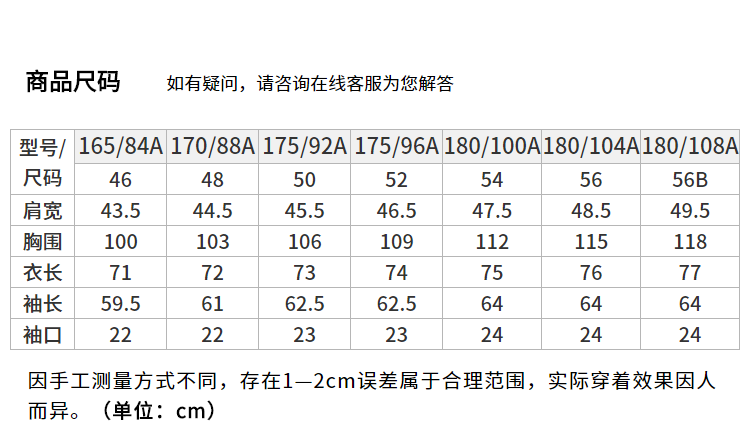 商品尺码 如有疑问，请咨询在线客服为您解答
型号/尺码 165/84A 170/88A 175/92A 175/96A 180/100A 180/104A 180/108A
46 48 50 52 54 56 56B
肩宽 43.5 44.5 45.5 46.5 47.5 48.5 49.5
胸围 100 103 106 109 112 115 118
衣长 71 72 73 74 75 76 77
袖长 59.5 61 62.5 62.5 64 64 64
袖口 22 22 23 23 24 24 24
因手工测量方式不同，存在1—2cm误差属于合理范围，实际穿着效果因人
而异。（单位：cm）